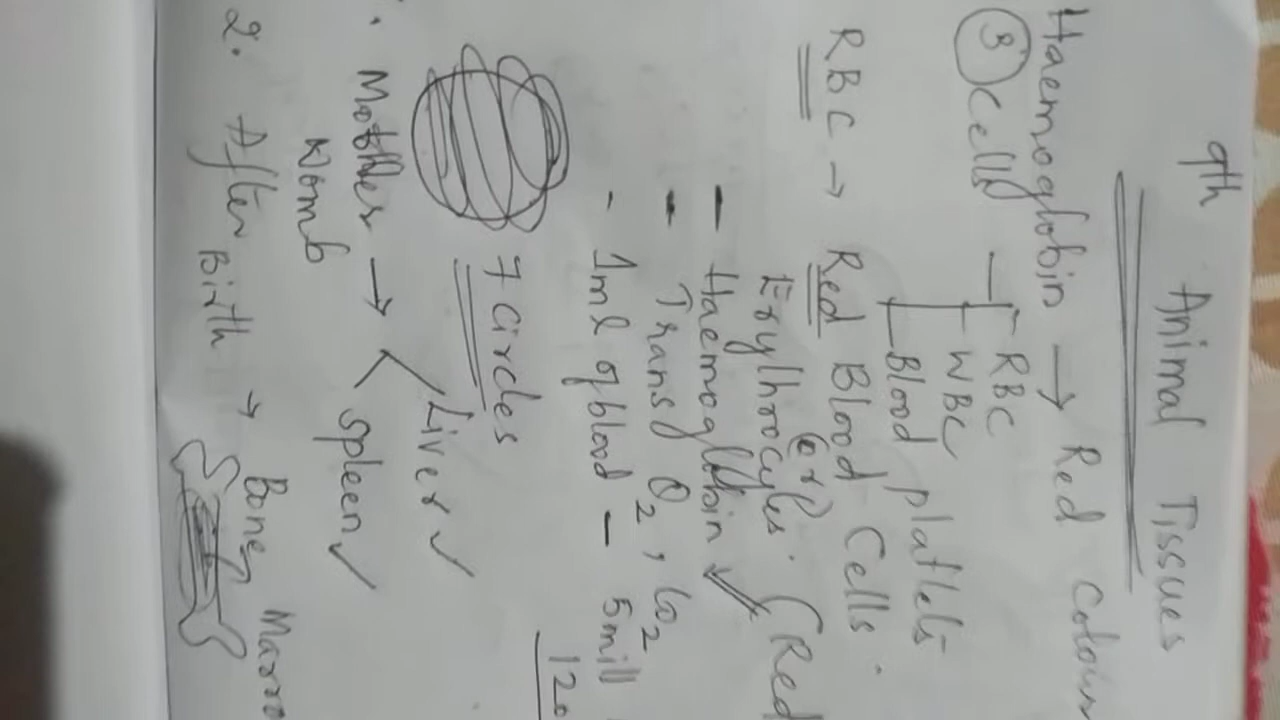 9th Animal Tissues
Haemoglobin → Red Colour
③ Cells
RBC
WBC
Blood Platlets
RBC → Red Blood Cells.
(or)
Erythrocytes. (Red
- Haemoglobin ✓
- Trans O2, Co2
- 1ml of blood - 5mill
120
7 Circles
. Mother Womb → < Liver ✓
Spleen ✓
2. After Birth → Bone Marro